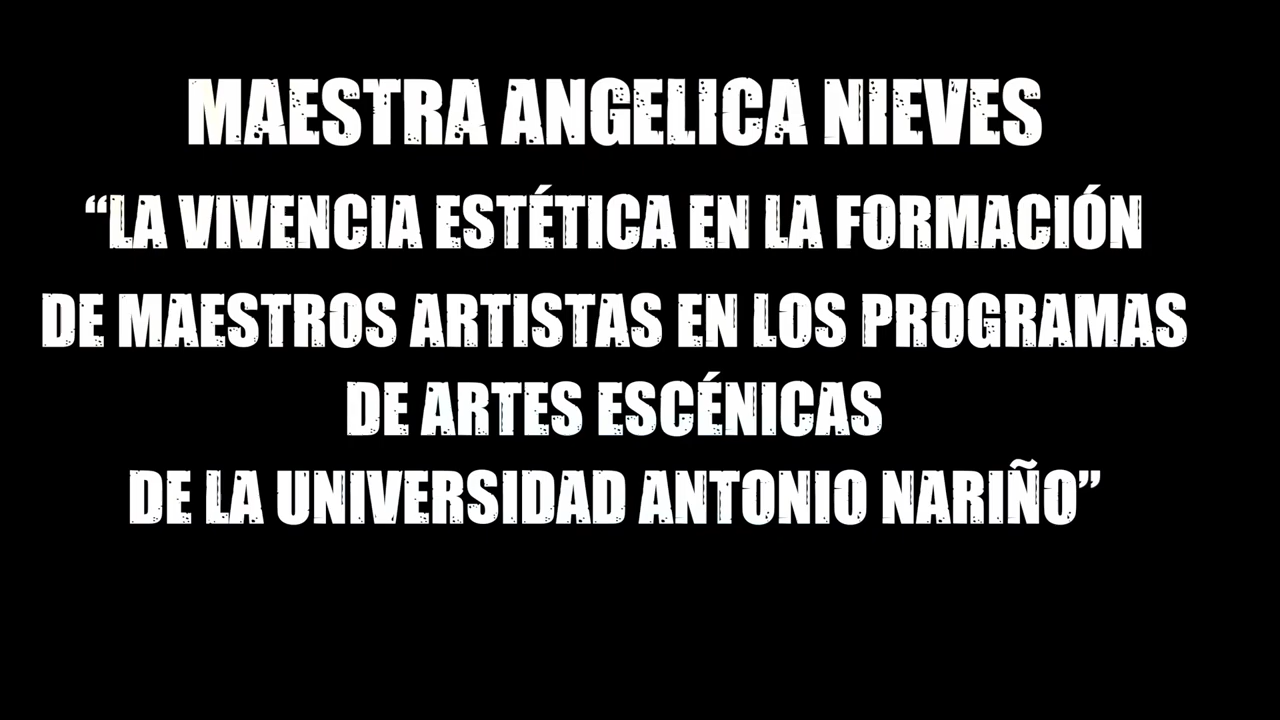 MAESTRA ANGELICA NIEVES
“LA VIVENCIA ESTÉTICA EN LA FORMACIÓN
DE MAESTROS ARTISTAS EN LOS PROGRAMAS
DE ARTES ESCÉNICAS
DE LA UNIVERSIDAD ANTONIO NARIÑO”